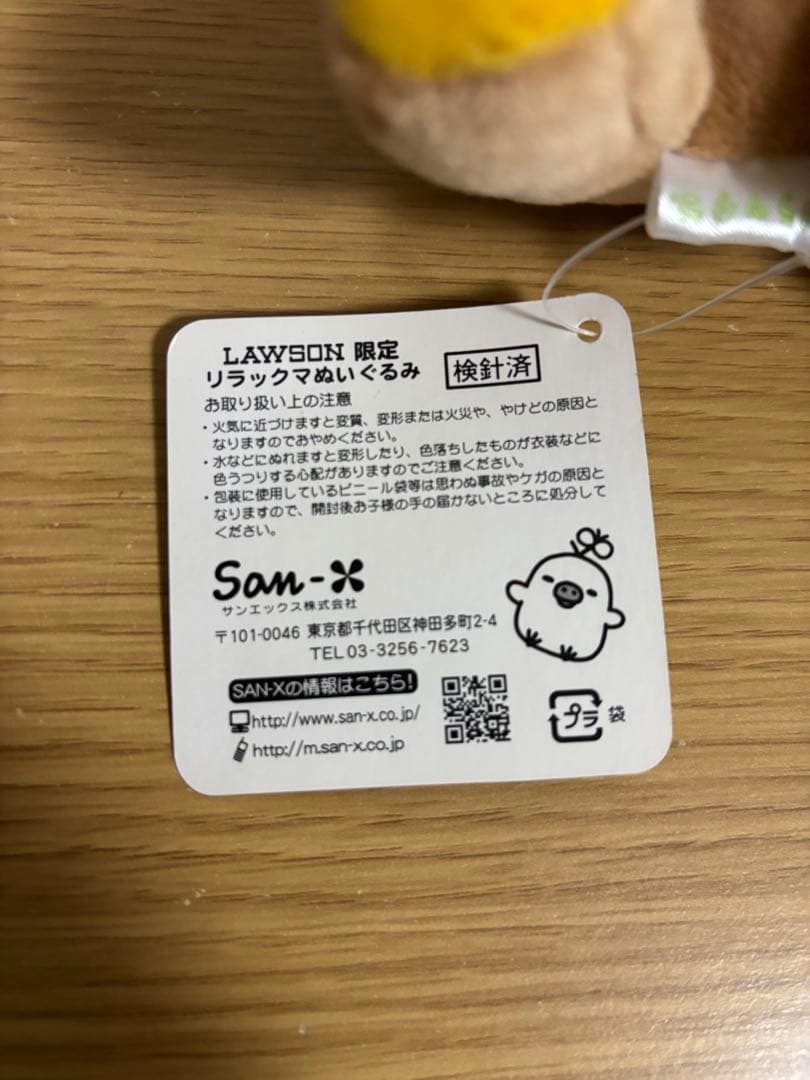 LAWSON 限定
リラックマぬいぐるみ
検針済
お取り扱い上の注意
・火気に近づけますと変質、変形または火災や、やけどの原因と
なりますのでおやめください。
・水などにぬれますと変形したり、色落ちしたものが衣装などに
色うつりする心配がありますのでご注意ください。
・包装に使用しているビニール袋等は思わぬ事故やケガの原因と
なりますので、開封後お子様の手の届かないところに処分して
ください。
San-X
サンエックス株式会社
〒101-0046 東京都千代田区神田多町2-4
TEL 03-3256-7623
SAN-Xの情報はこちら!
http://www.san-x.co.jp/
http://m.san-x.co.jp
プラ 袋